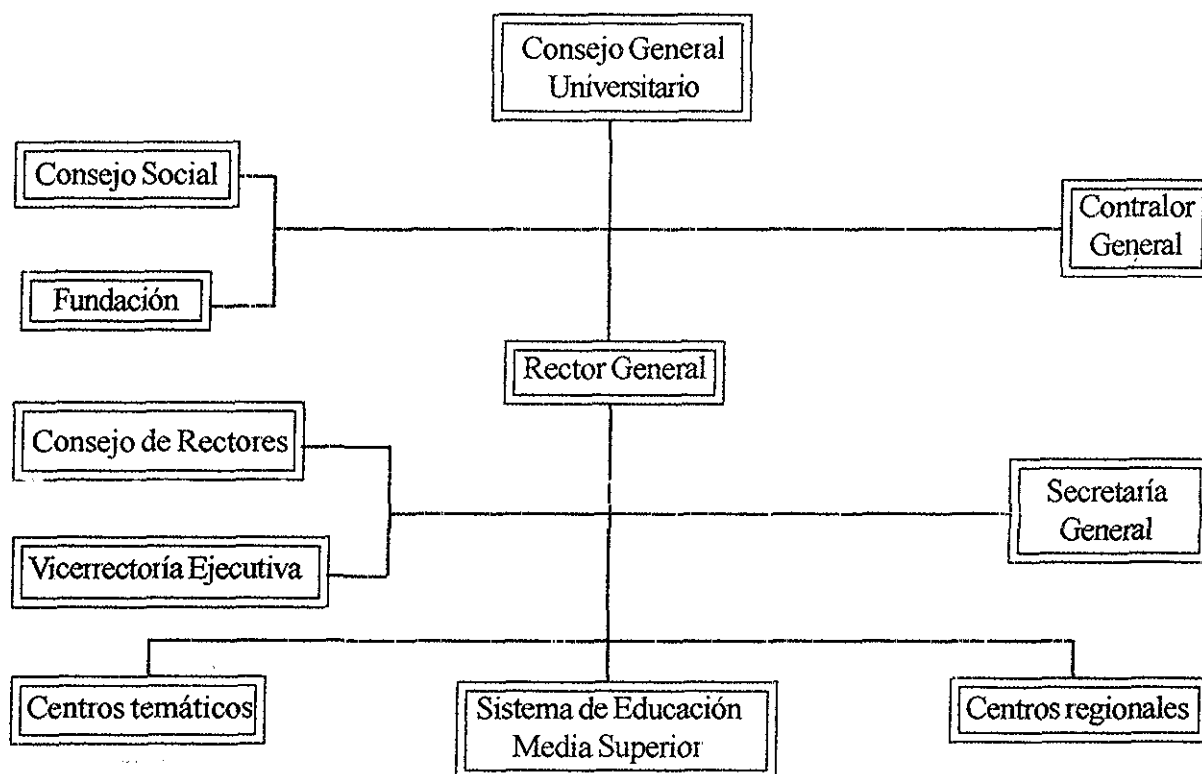 Consejo General
Universitario
Consejo Social
Contralor
General
Fundación
Rector General
Consejo de Rectores
Secretaría
General
Vicerrectoría Ejecutiva
Centros temáticos
Sistema de Educación
Media Superior
Centros regionales